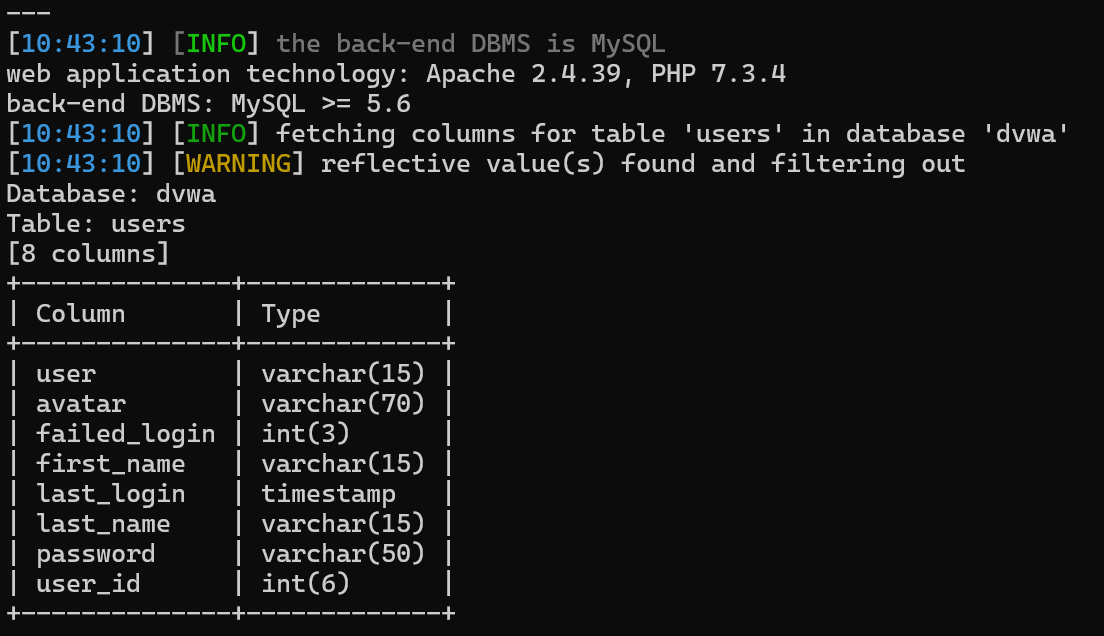 ---
[10:43:10] [INFO] the back-end DBMS is MySQL
web application technology: Apache 2.4.39, PHP 7.3.4
back-end DBMS: MySQL >= 5.6
[10:43:10] [INFO] fetching columns for table 'users' in database 'dvwa'
[10:43:10] [WARNING] reflective value(s) found and filtering out
Database: dvwa
Table: users
[8 columns]
+--------------+-------------+
| Column       | Type        |
+--------------+-------------+
| user         | varchar(15) |
| avatar       | varchar(70) |
| failed_login | int(3)      |
| first_name   | varchar(15) |
| last_login   | timestamp   |
| last_name    | varchar(15) |
| password     | varchar(50) |
| user_id      | int(6)      |
+--------------+-------------+